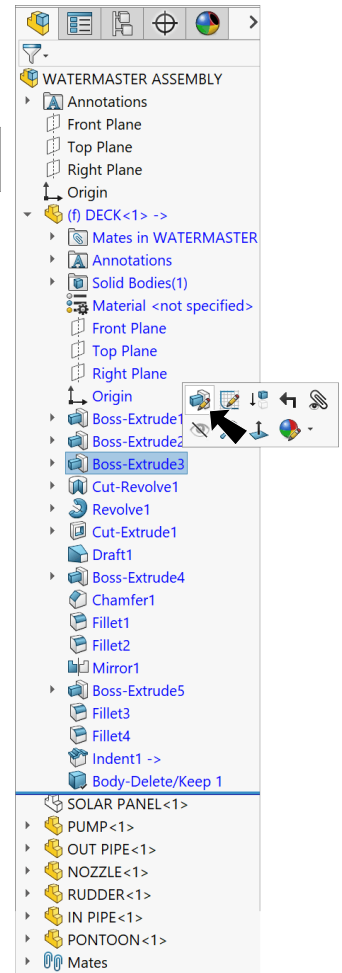 WATERMASTER ASSEMBLY
Annotations
Front Plane
Top Plane
Right Plane
Origin
(f) DECK<1> ->
Mates in WATERMASTER
Annotations
Solid Bodies(1)
Material <not specified>
Front Plane
Top Plane
Right Plane
Origin
Boss-Extrude1
Boss-Extrude2
Boss-Extrude3
Cut-Revolve1
Revolve1
Cut-Extrude1
Draft1
Boss-Extrude4
Chamfer1
Fillet1
Fillet2
Mirror1
Boss-Extrude5
Fillet3
Fillet4
Indent1 ->
Body-Delete/Keep 1
SOLAR PANEL<1>
PUMP<1>
OUT PIPE<1>
NOZZLE<1>
RUDDER<1>
IN PIPE<1>
PONTOON<1>
Mates